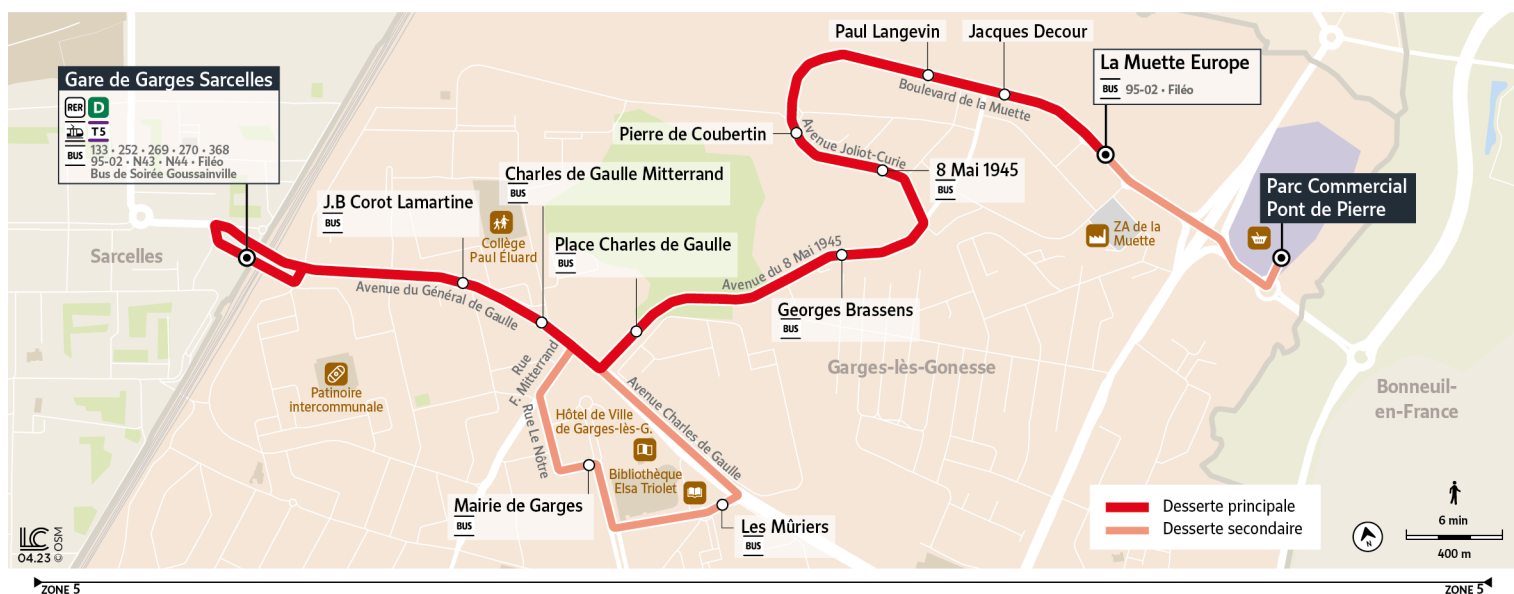 Paul Langevin
Jacques Decour
La Muette Europe
BUS 95-02 • Filéo
Gare de Garges Sarcelles
RER D
T5
BUS 133 • 252 • 269 • 270 • 368
95-02 • N43 • N44 • Filéo
Bus de Soirée Goussainville
Boulevard de la Muette
Pierre de Coubertin
Avenue Joliot-Curie
8 Mai 1945
BUS
Charles de Gaulle Mitterrand
BUS
J.B Corot Lamartine
BUS
Parc Commercial
Pont de Pierre
Collège
Paul Éluard
Place Charles de Gaulle
BUS
ZA de la
Muette
Sarcelles
Avenue du 8 Mai 1945
Avenue du Général de Gaulle
Georges Brassens
BUS
Garges-lès-Gonesse
Rue
F. Mitterrand
Avenue Charles de Gaulle
Patinoire
intercommunale
Bonneuil-
en-France
Rue Le Nôtre
Hôtel de Ville
de Garges-lès-G.
Bibliothèque
Elsa Triolet
Mairie de Garges
BUS
Les Mûriers
BUS
Desserte principale
Desserte secondaire
6 min
400 m
N
LC
04.23
© OSM
ZONE 5
ZONE 5